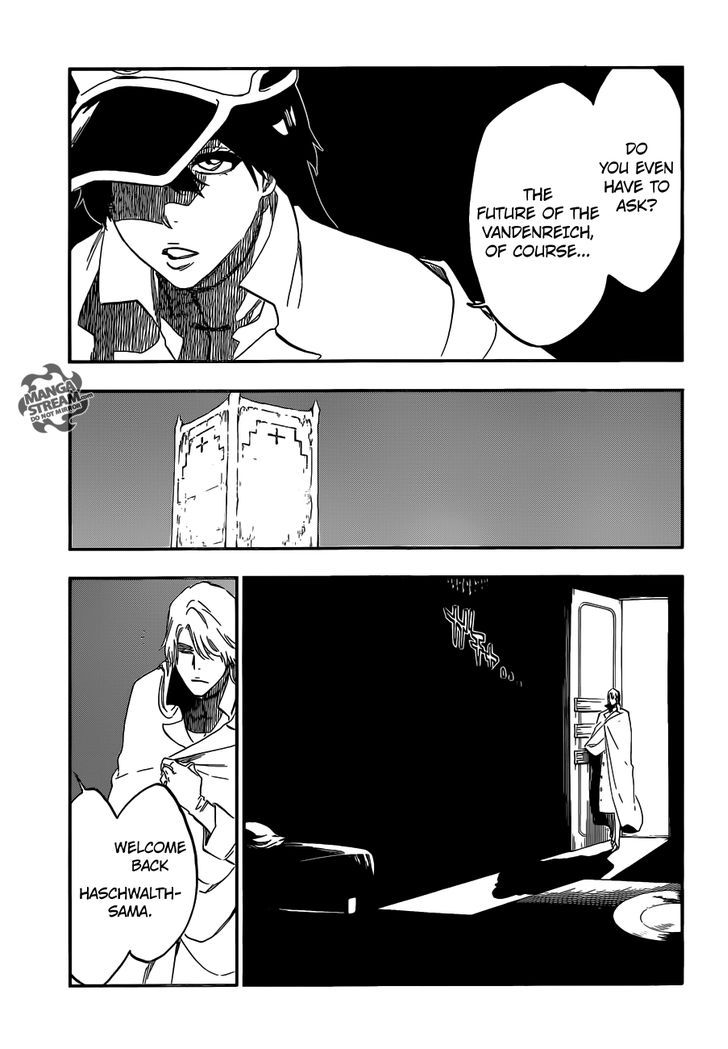 DO
YOU EVEN
HAVE TO
ASK?
THE
FUTURE OF THE
VANDENREICH,
OF COURSE...
MANGA
STREAM.com
DO NOT MIRROR
WELCOME
BACK
HASCHWALTH-
SAMA.